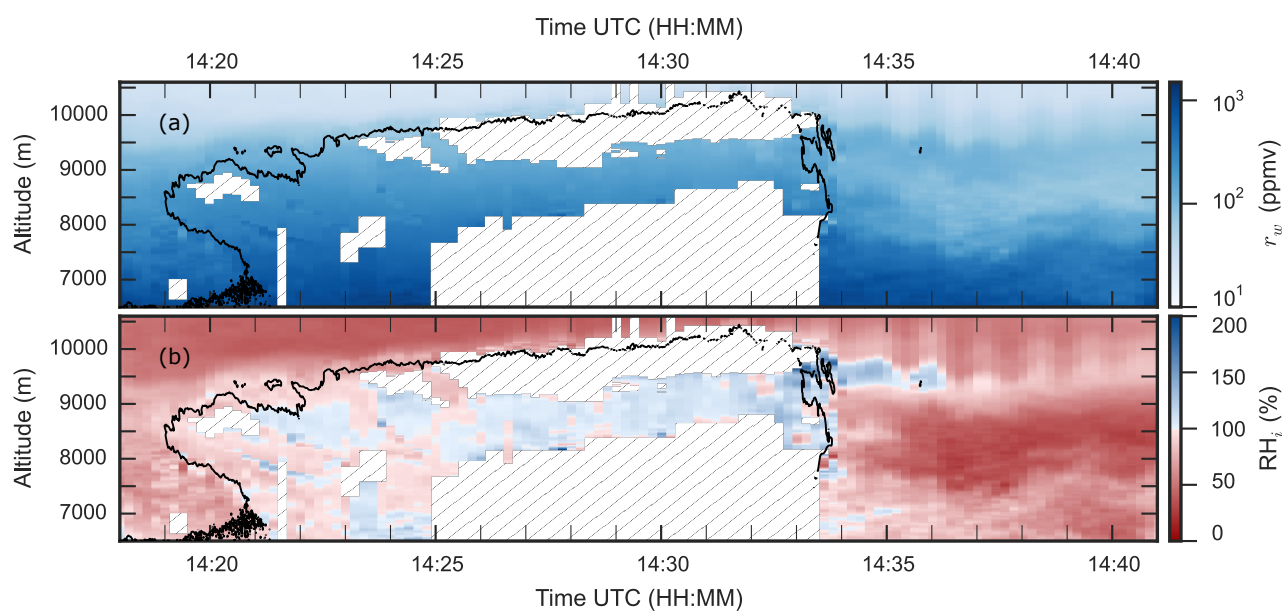 Time UTC (HH:MM)
14:20 14:25 14:30 14:35 14:40
(a)
Altitude (m)
10000
9000
8000
7000
10³
10²
10¹
r_w (ppmv)
(b)
Altitude (m)
10000
9000
8000
7000
200
150
100
50
0
RH_i (%)
14:20 14:25 14:30 14:35 14:40
Time UTC (HH:MM)